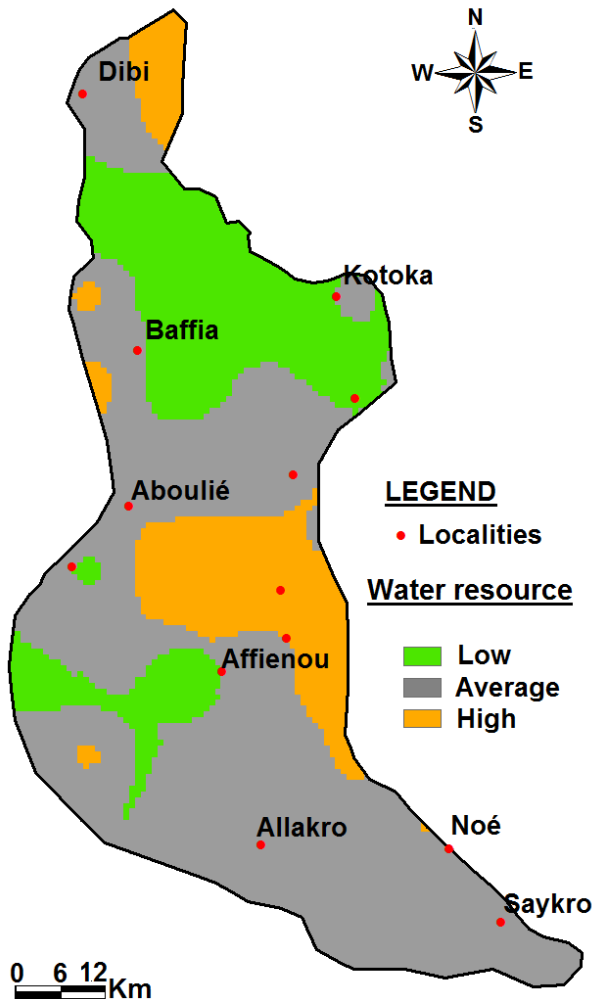 N
W E
S
Dibi
Kotoka
Baffia
Aboulié
LEGEND
Localities
Water resource
Affienou
Low
Average
High
Allakro
Noé
Saykro
0 6 12
Km